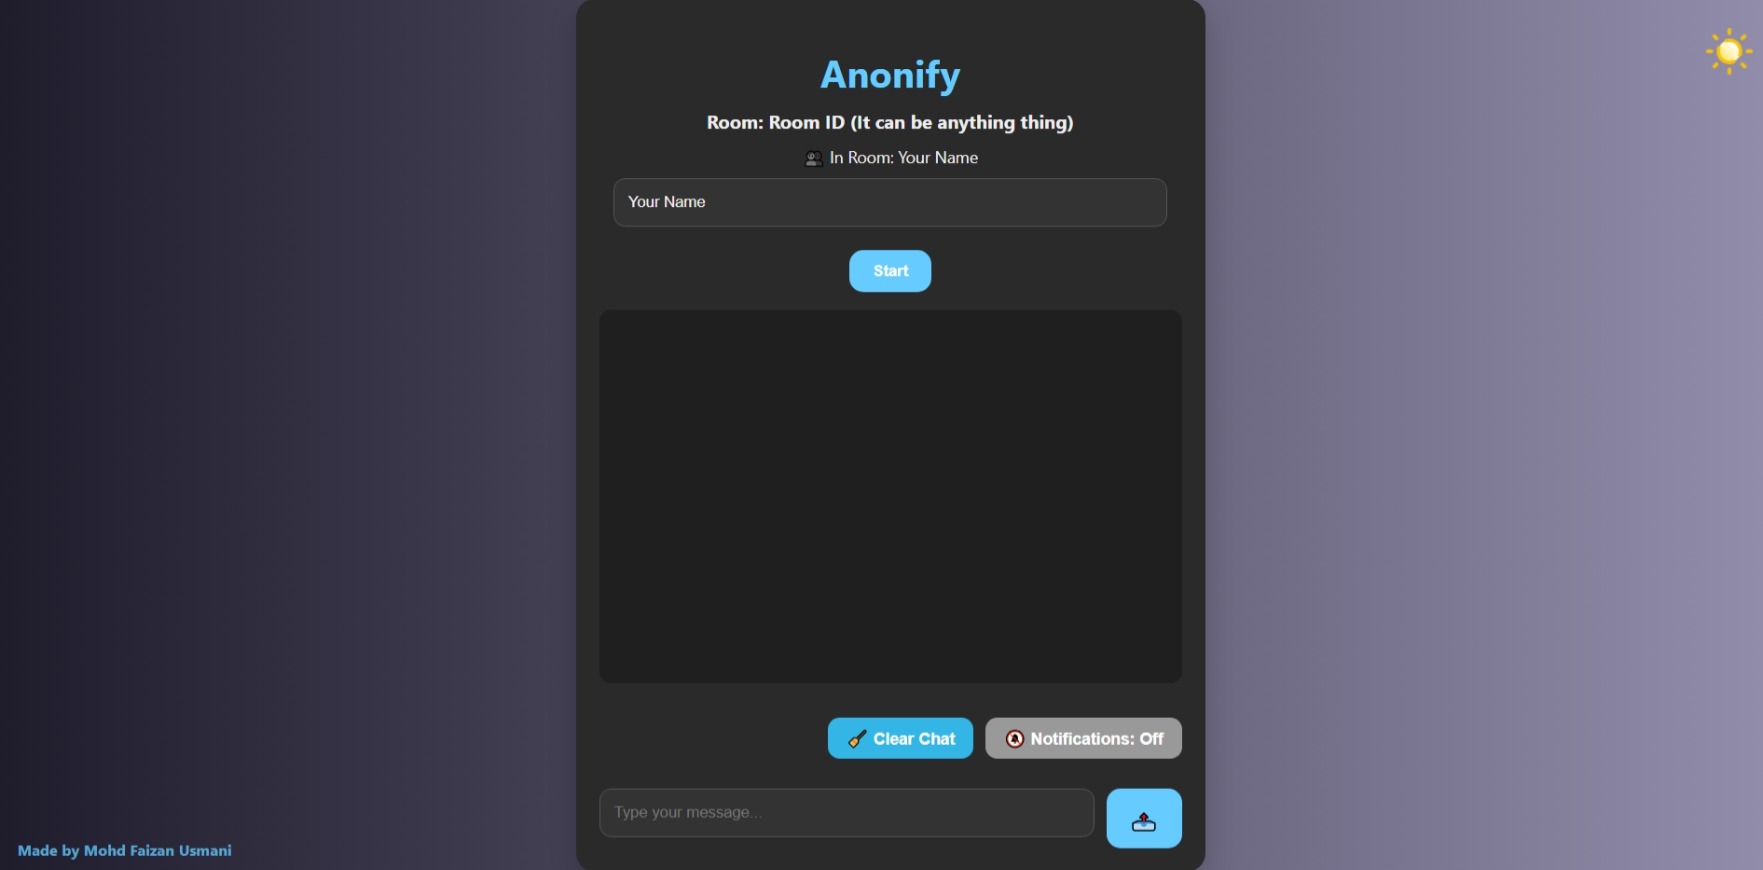 Anonify
Room: Room ID (It can be anything thing)
In Room: Your Name
Your Name
Start
Clear Chat
Notifications: Off
Type your message...
Made by Mohd Faizan Usmani